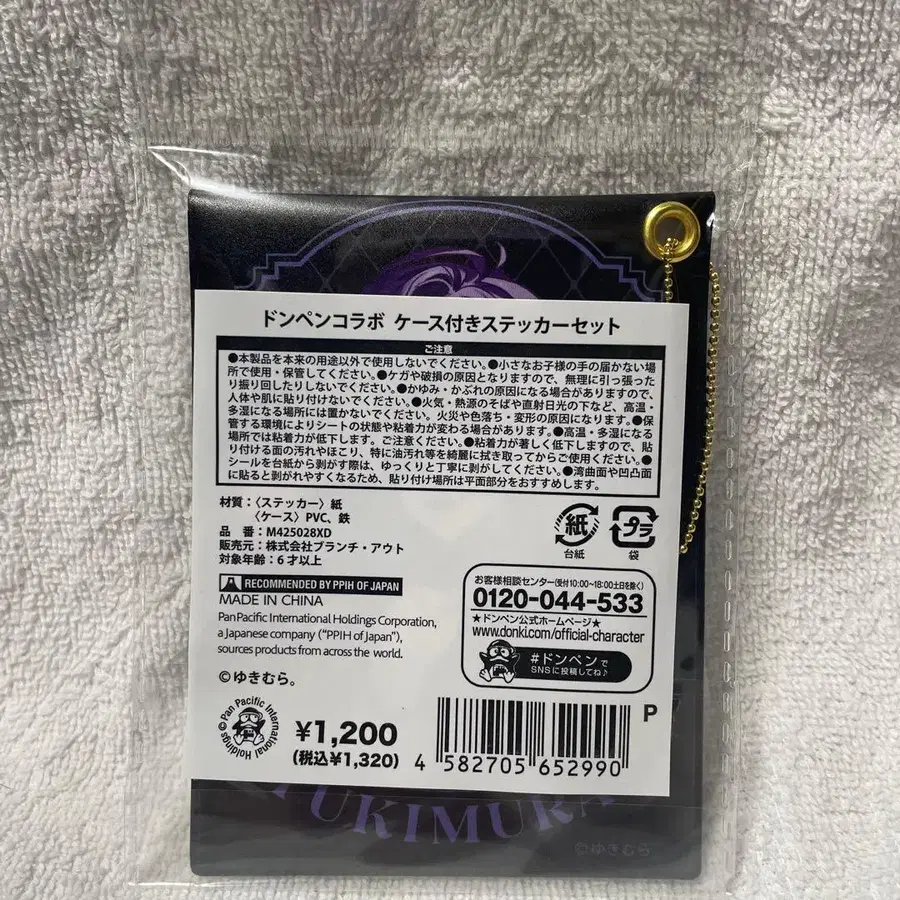 ドンペンコラボ ケース付きステッカーセット
ご注意
●本製品を本来の用途以外で使用しないでください。●小さなお子様の手の届かない場
所で使用・保管してください。●ケガや破損の原因となりますので、無理に引っ張った
り振り回したりしないでください。●かゆみ・かぶれの原因になる場合がありますので、
人体や肌に貼り付けないでください。●火気・熱源のそばや直射日光の下など、高温・
多湿になる場所には置かないでください。火災や色落ち・変形の原因になります。●保
管する環境によりシートの状態や粘着力が変わる場合があります。●高温・多湿になる
場所では粘着力が低下します。ご注意ください。●粘着力が著しく低下しますので、貼
り付ける面の汚れやほこり、特に油汚れ等を綺麗に拭き取ってからご使用ください。●
シールを台紙から剥がす際は、ゆっくりと丁寧に剥がしてください。●湾曲面や凹凸面
に貼ると剥がれやすくなるため、貼り付け場所は平面部分をおすすめします。
材質：〈ステッカー〉紙
〈ケース〉PVC、鉄
品 番：M425028XD
販売元：株式会社ブランチ・アウト
対象年齢：6才以上
紙
台紙
プラ
袋
RECOMMENDED BY PPIH OF JAPAN
MADE IN CHINA
Pan Pacific International Holdings Corporation,
a Japanese company ("PPIH of Japan"),
sources products from across the world.
©ゆきむら。
お客様相談センター(受付10:00~18:00土日を除く)
0120-044-533
★ドンペン公式ホームページ★
www.donki.com/official-character
#ドンペンで
SNSに投稿してね♪
©Pan Pacific International Holdings
¥1,200
(税込¥1,320)
4 582705 652990
P
YUKIMURA
©ゆきむら